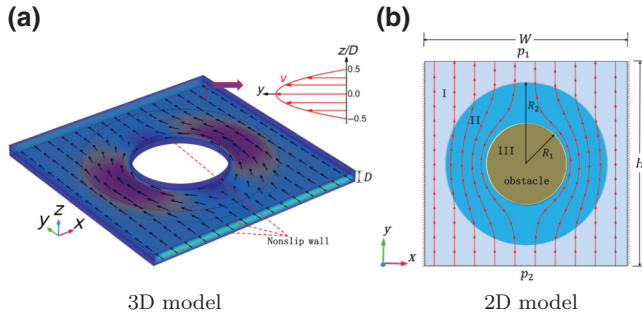 (a)
z/D
0.5
y
v
0.0
-0.5
D
z
y
x
Nonslip wall
3D model
(b)
W
p₁
I
R₂
II
III
R₁
obstacle
H
y
x
p₂
2D model